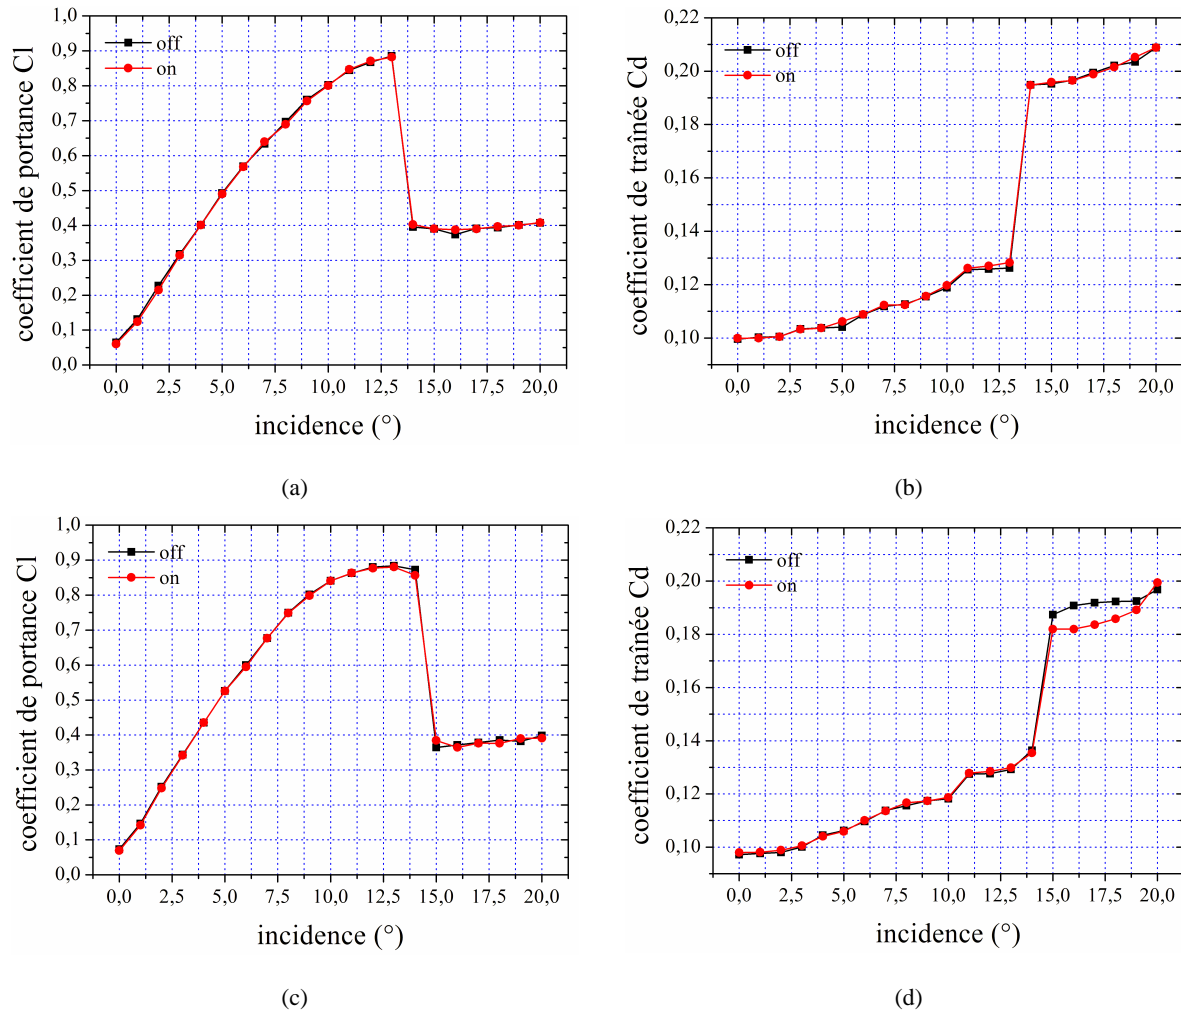 1,0
0,9
0,8
0,7
0,6
0,5
0,4
0,3
0,2
0,1
0,0
coefficient de portance Cl
off
on
0,0 2,5 5,0 7,5 10,0 12,5 15,0 17,5 20,0
incidence (°)
(a)
0,22
0,20
0,18
0,16
0,14
0,12
0,10
coefficient de traînée Cd
off
on
0,0 2,5 5,0 7,5 10,0 12,5 15,0 17,5 20,0
incidence (°)
(b)
1,0
0,9
0,8
0,7
0,6
0,5
0,4
0,3
0,2
0,1
0,0
coefficient de portance Cl
off
on
0,0 2,5 5,0 7,5 10,0 12,5 15,0 17,5 20,0
incidence (°)
(c)
0,22
0,20
0,18
0,16
0,14
0,12
0,10
coefficient de traînée Cd
off
on
0,0 2,5 5,0 7,5 10,0 12,5 15,0 17,5 20,0
incidence (°)
(d)